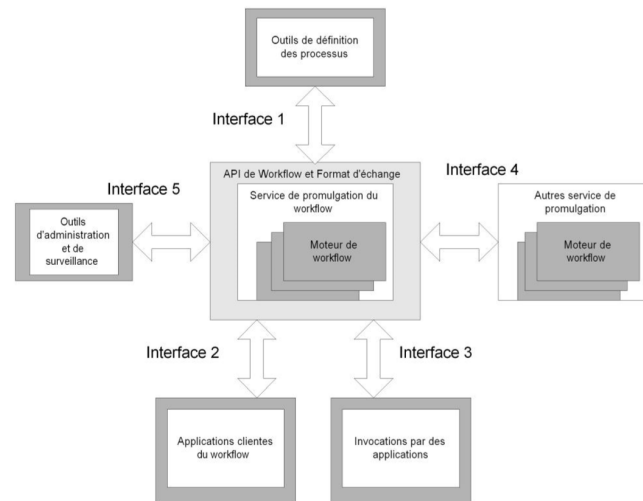 Outils de définition
des processus
Interface 1
API de Workflow et Format d'échange
Interface 4
Interface 5
Service de promulgation du
workflow
Autres service de
promulgation
Outils
d'administration
et de
surveillance
Moteur de
workflow
Moteur de
workflow
Interface 2
Interface 3
Applications clientes
du workflow
Invocations par des
applications